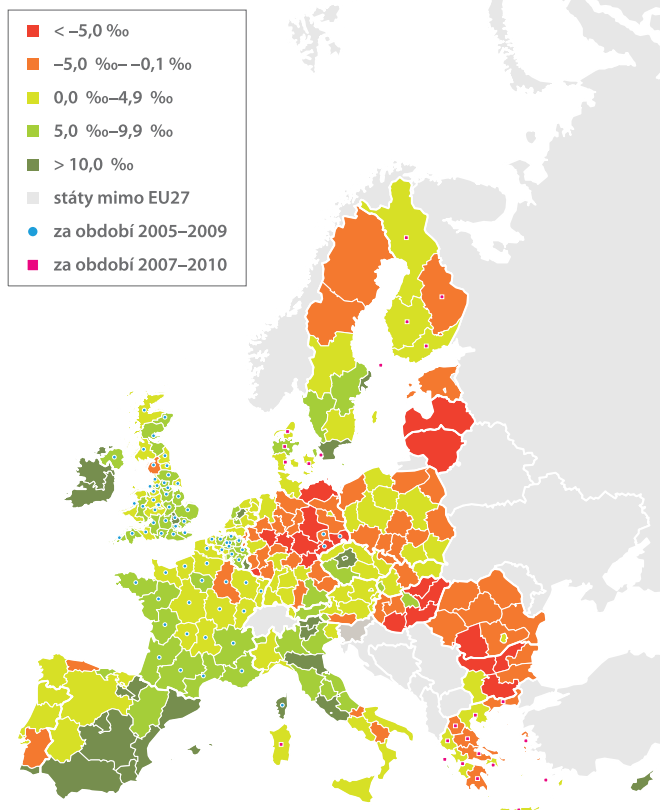 < –5,0 ‰
–5,0 ‰– –0,1 ‰
0,0 ‰–4,9 ‰
5,0 ‰–9,9 ‰
> 10,0 ‰
státy mimo EU27
za období 2005–2009
za období 2007–2010